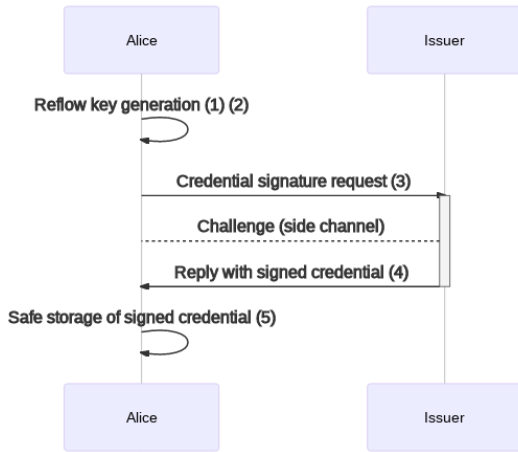 Alice
Issuer
Reflow key generation (1) (2)
Credential signature request (3)
Challenge (side channel)
Reply with signed credential (4)
Safe storage of signed credential (5)
Alice
Issuer